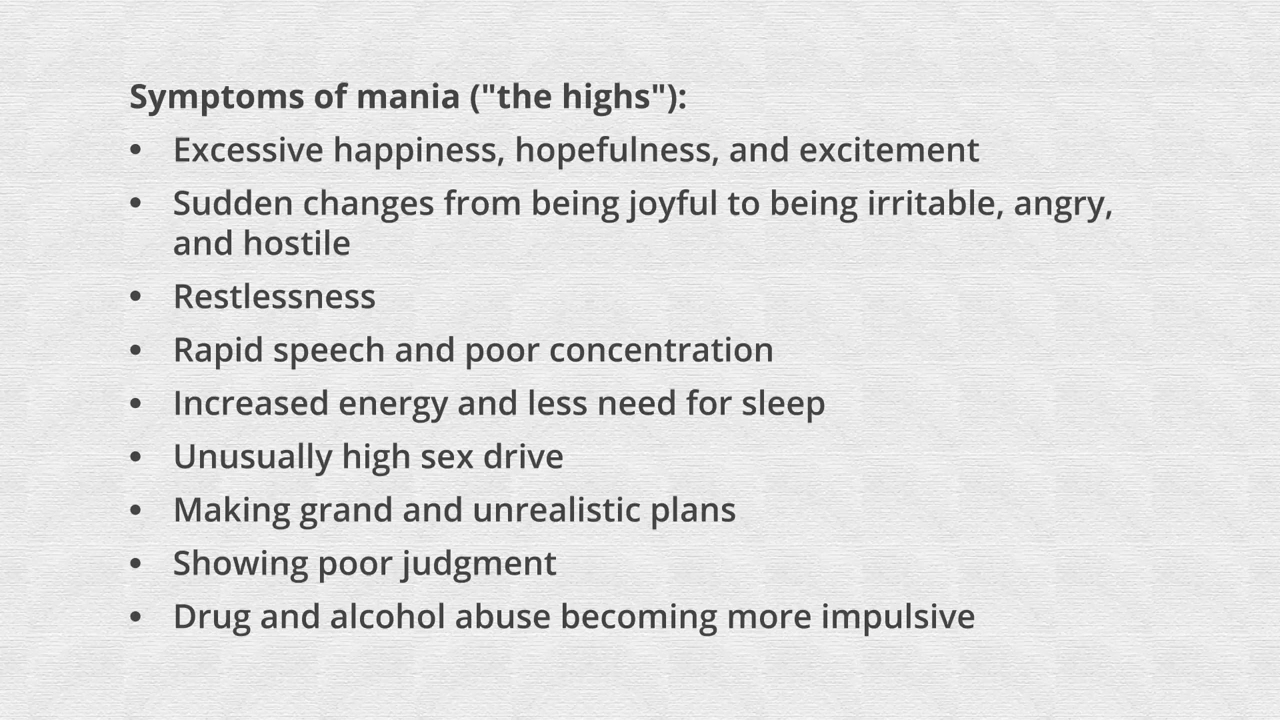 Symptoms of mania ("the highs"):
• Excessive happiness, hopefulness, and excitement
• Sudden changes from being joyful to being irritable, angry,
and hostile
• Restlessness
• Rapid speech and poor concentration
• Increased energy and less need for sleep
• Unusually high sex drive
• Making grand and unrealistic plans
• Showing poor judgment
• Drug and alcohol abuse becoming more impulsive